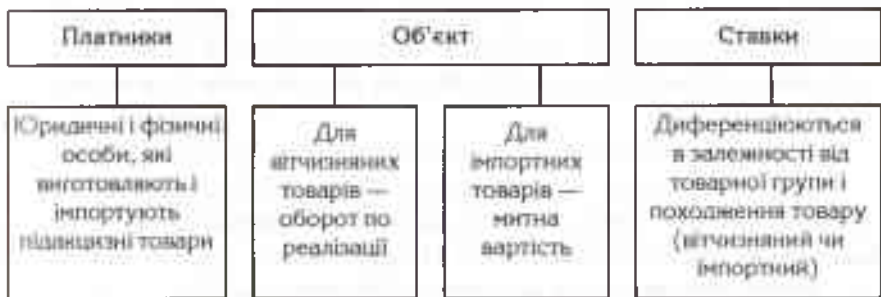 Платники
Об'єкт
Ставки
Юридичні і фізичні
особи, які
виготовляють і
імпортують
підакцизні товари
Для
вітчизняних
товарів —
оборот по
реалізації
Для
імпортних
товарів —
митна
вартість
Диференціюються
в залежності від
товарної групи і
походження товару
(вітчизняний чи
імпортний)